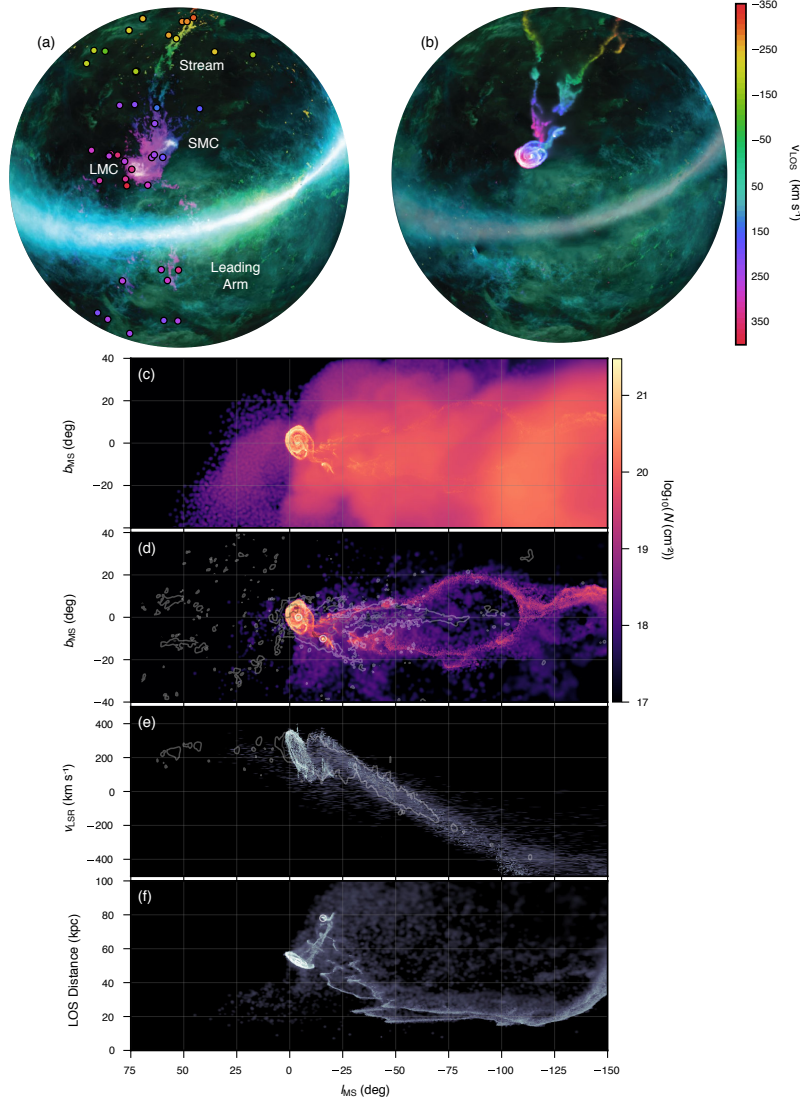 (a)
Stream
SMC
LMC
Leading
Arm
(b)
−350
−250
−150
−50
50
150
250
350
vLOS (km s⁻¹)
(c)
40
20
0
−20
bMS (deg)
21
20
19
18
17
log₁₀(N (cm²))
(d)
40
20
0
−20
−40
bMS (deg)
(e)
400
200
0
−200
−400
vLSR (km s⁻¹)
(f)
100
80
60
40
20
0
LOS Distance (kpc)
75
50
25
0
−25
−50
−75
−100
−125
−150
lMS (deg)